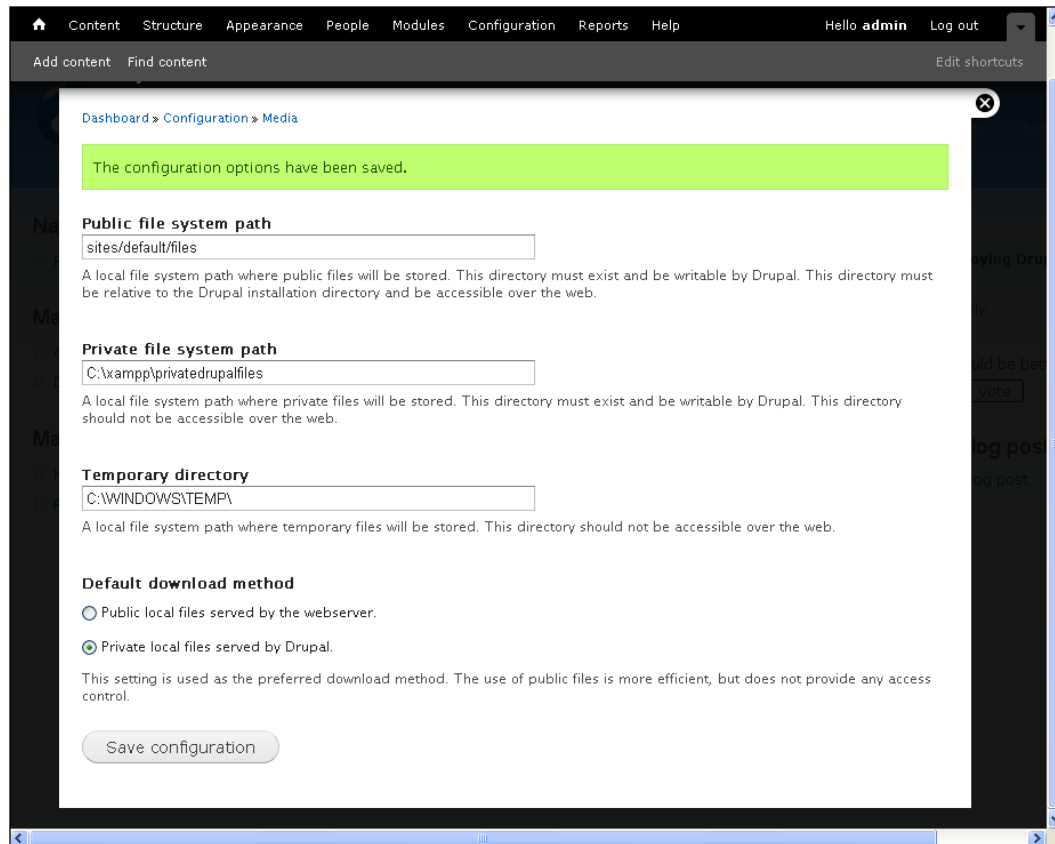 Content Structure Appearance People Modules Configuration Reports Help Hello admin Log out
Add content Find content Edit shortcuts
Dashboard » Configuration » Media
The configuration options have been saved.
Public file system path
sites/default/files
A local file system path where public files will be stored. This directory must exist and be writable by Drupal. This directory must
be relative to the Drupal installation directory and be accessible over the web.
Private file system path
C:\xampp\privatedrupalfiles
A local file system path where private files will be stored. This directory must exist and be writable by Drupal. This directory
should not be accessible over the web.
Temporary directory
C:\WINDOWS\TEMP\
A local file system path where temporary files will be stored. This directory should not be accessible over the web.
Default download method
Public local files served by the webserver.
Private local files served by Drupal.
This setting is used as the preferred download method. The use of public files is more efficient, but does not provide any access
control.
Save configuration
Vote
log post
log post